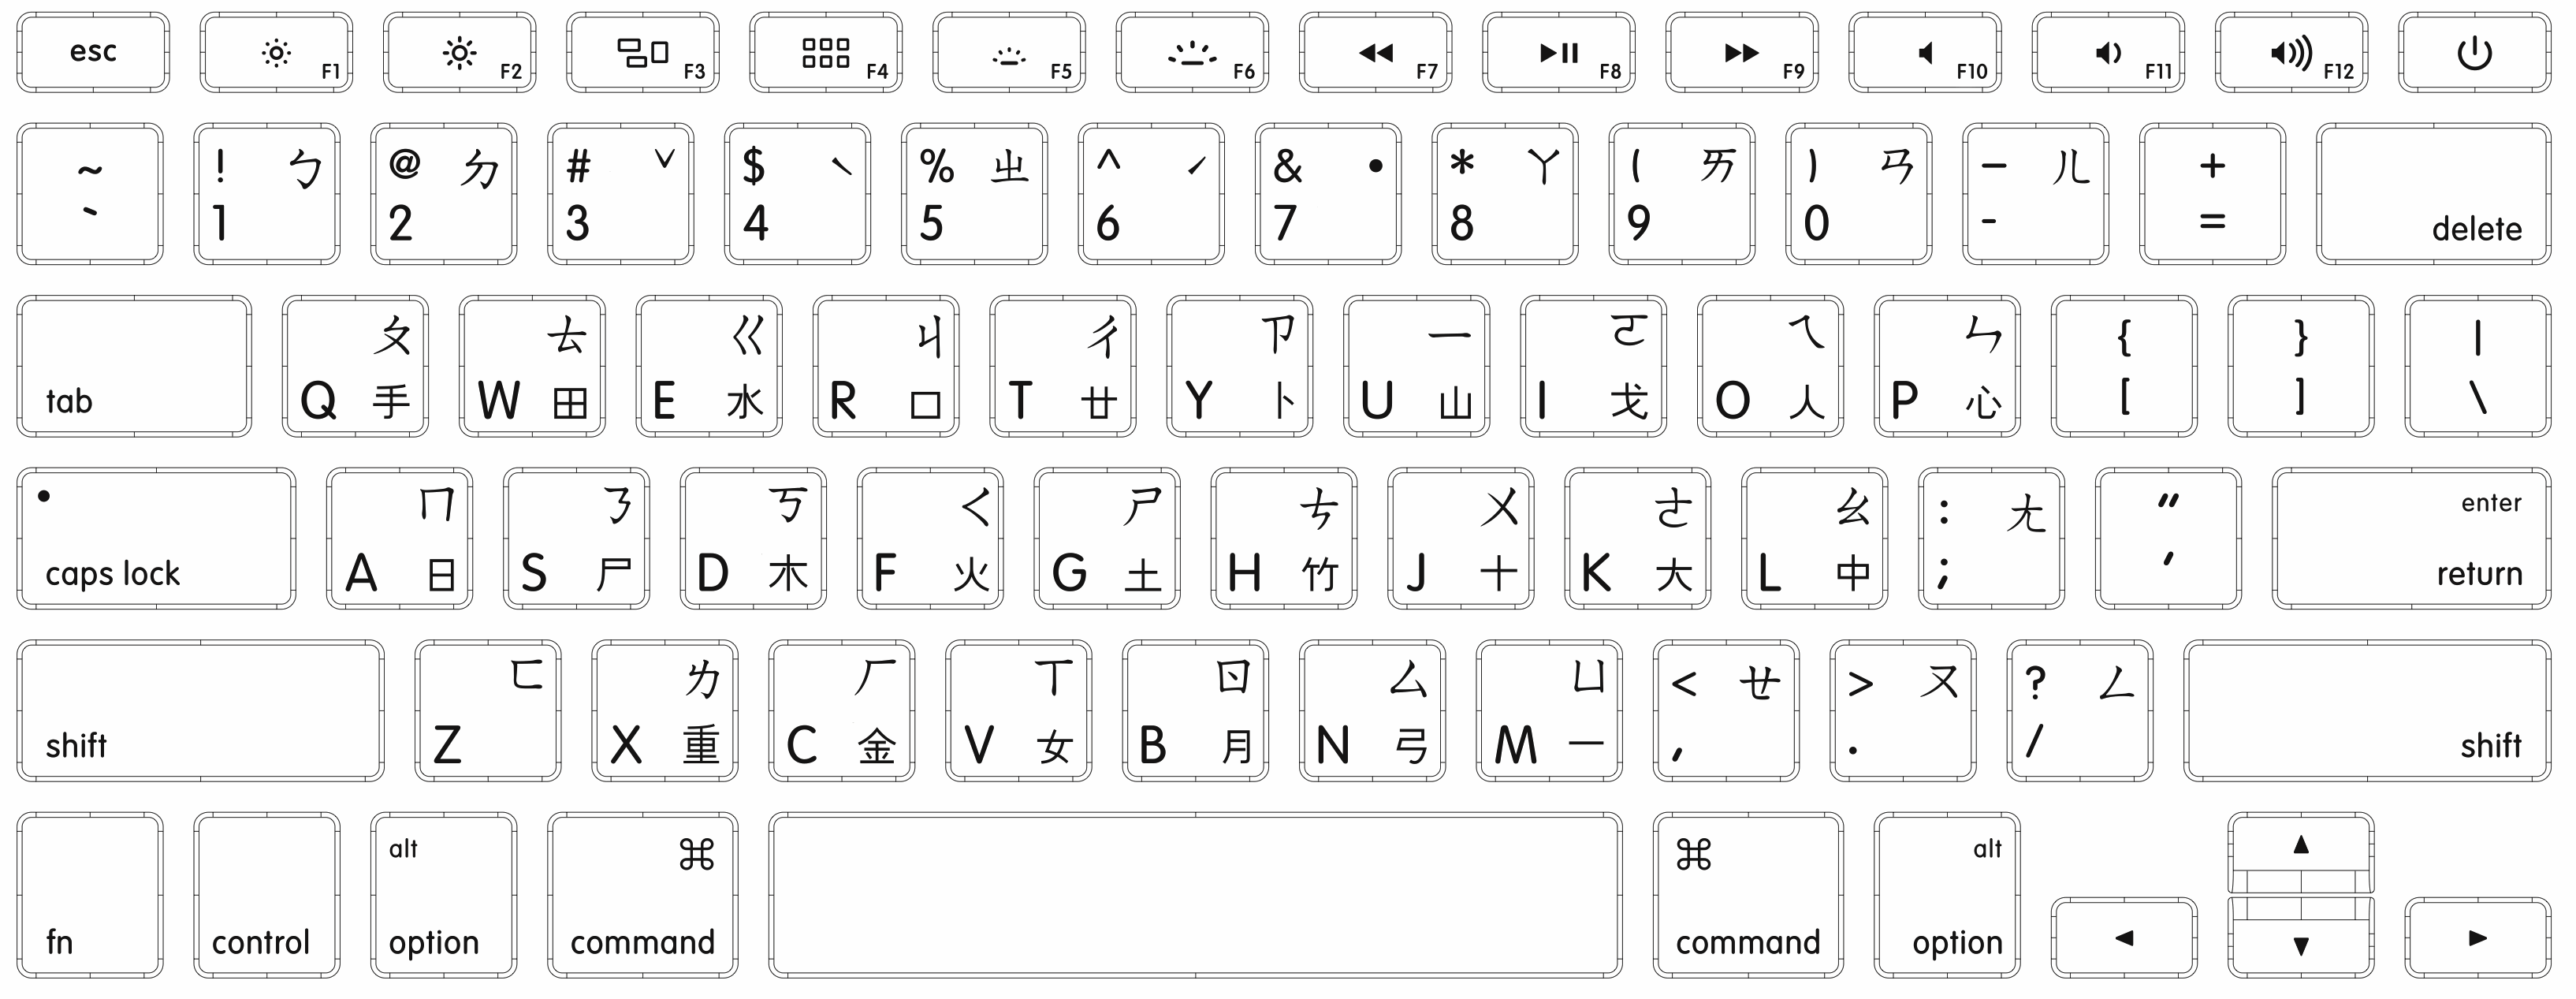 esc F1 F2 F3 F4 F5 F6 F7 F8 F9 F10 F11 F12
~ ! ㄅ @ ㄉ # ˇ $ ˋ % ㄓ ^ ˊ & • * ㄚ ( ㄞ ) ㄢ — ㄦ +
` 1 2 3 4 5 6 7 8 9 0 - = delete
ㄆ ㄊ ㄍ ㄐ ㄔ ㄗ ㄧ ㄛ ㄟ ㄣ { } |
tab Q 手 W 田 E 水 R 口 T 廿 Y 卜 U 山 I 戈 O 人 P 心 [ ] \
• ㄇ ㄋ ㄎ ㄑ ㄕ ㄘ ㄨ ㄜ ㄠ : ㄤ " enter
caps lock A 日 S 尸 D 木 F 火 G 土 H 竹 J 十 K 大 L 中 ; ' return
ㄈ ㄌ ㄏ ㄒ ㄖ ㄙ ㄩ < ㄝ > ㄡ ? ㄥ
shift Z X 重 C 金 V 女 B 月 N 弓 M 一 , . / shift
alt ⌘ ⌘ alt ▲
fn control option command command option ◀ ▼ ▶